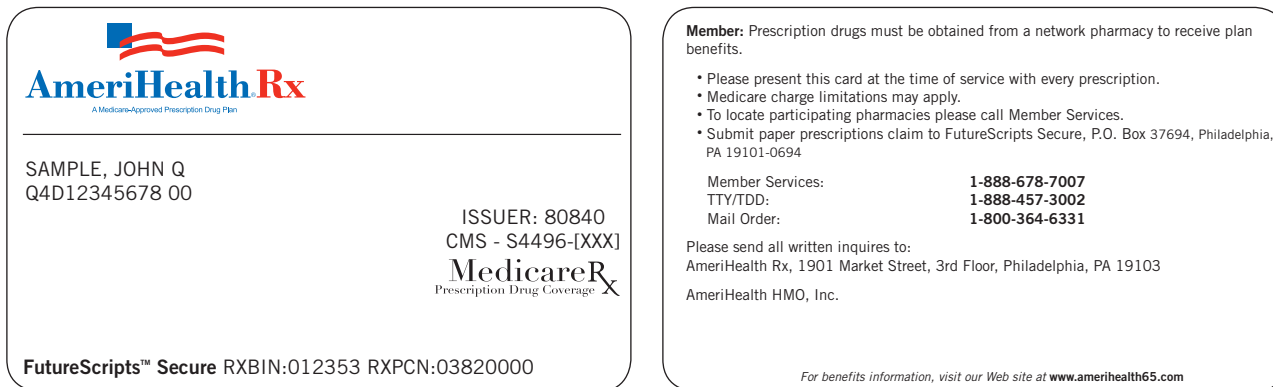 AmeriHealth Rx
A Medicare-Approved Prescription Drug Plan
SAMPLE, JOHN Q
Q4D12345678 00
ISSUER: 80840
CMS - S4496-[XXX]
MedicareRx
Prescription Drug Coverage
FutureScripts™ Secure RXBIN:012353 RXPCN:03820000
Member: Prescription drugs must be obtained from a network pharmacy to receive plan
benefits.
• Please present this card at the time of service with every prescription.
• Medicare charge limitations may apply.
• To locate participating pharmacies please call Member Services.
• Submit paper prescriptions claim to FutureScripts Secure, P.O. Box 37694, Philadelphia,
PA 19101-0694
Member Services: 1-888-678-7007
TTY/TDD: 1-888-457-3002
Mail Order: 1-800-364-6331
Please send all written inquires to:
AmeriHealth Rx, 1901 Market Street, 3rd Floor, Philadelphia, PA 19103
AmeriHealth HMO, Inc.
For benefits information, visit our Web site at www.amerihealth65.com